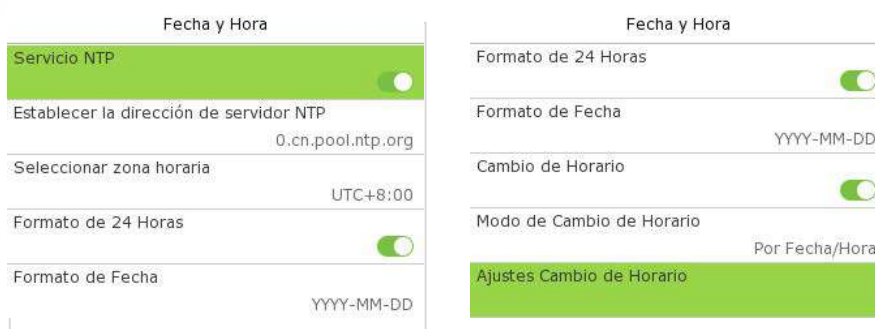 Fecha y Hora
Servicio NTP
Establecer la dirección de servidor NTP
0.cn.pool.ntp.org
Seleccionar zona horaria
UTC+8:00
Formato de 24 Horas
Formato de Fecha
YYYY-MM-DD
Fecha y Hora
Formato de 24 Horas
Formato de Fecha
YYYY-MM-DD
Cambio de Horario
Modo de Cambio de Horario
Por Fecha/Hora
Ajustes Cambio de Horario